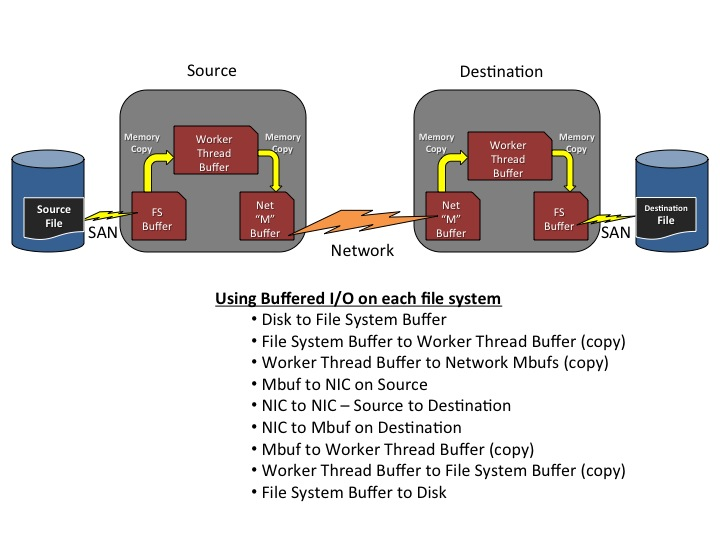 Source
Destination
Memory
Copy
Worker
Thread
Buffer
Memory
Copy
Memory
Copy
Worker
Thread
Buffer
Memory
Copy
Source
File
SAN
FS
Buffer
Net
“M”
Buffer
Network
Net
“M”
Buffer
FS
Buffer
SAN
Destination
File
Using Buffered I/O on each file system
• Disk to File System Buffer
• File System Buffer to Worker Thread Buffer (copy)
• Worker Thread Buffer to Network Mbufs (copy)
• Mbuf to NIC on Source
• NIC to NIC – Source to Destination
• NIC to Mbuf on Destination
• Mbuf to Worker Thread Buffer (copy)
• Worker Thread Buffer to File System Buffer (copy)
• File System Buffer to Disk